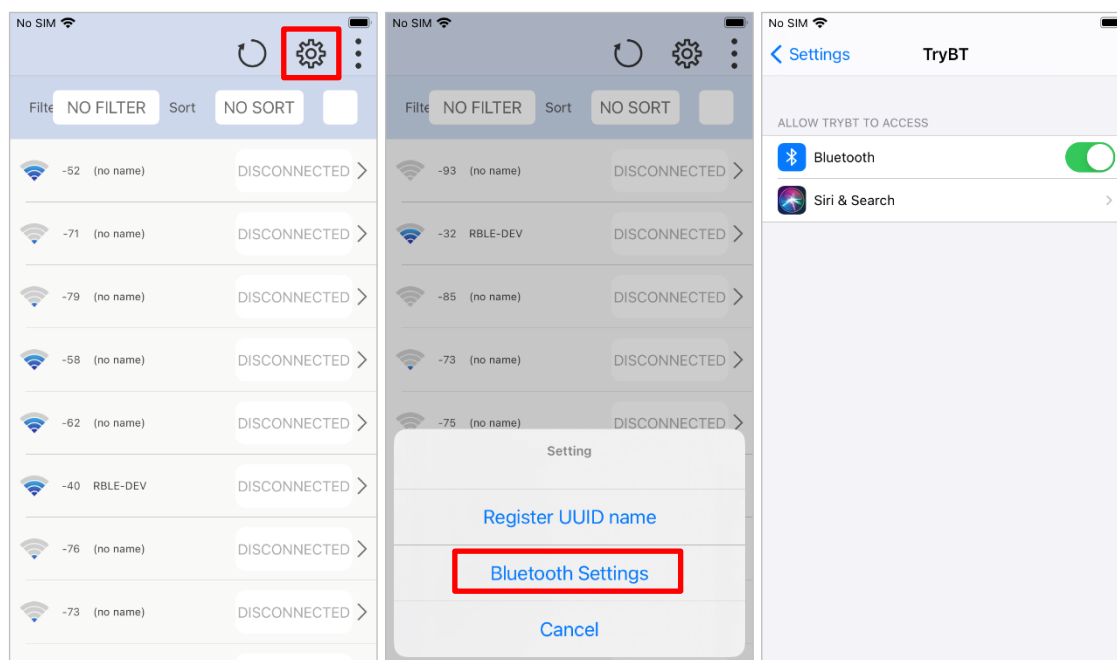 No SIM
Filte NO FILTER Sort NO SORT
-52 (no name) DISCONNECTED
-71 (no name) DISCONNECTED
-79 (no name) DISCONNECTED
-58 (no name) DISCONNECTED
-62 (no name) DISCONNECTED
-40 RBLE-DEV DISCONNECTED
-76 (no name) DISCONNECTED
-73 (no name) DISCONNECTED
No SIM
Filte NO FILTER Sort NO SORT
-93 (no name) DISCONNECTED
-32 RBLE-DEV DISCONNECTED
-85 (no name) DISCONNECTED
-73 (no name) DISCONNECTED
-75 (no name) DISCONNECTED
Setting
Register UUID name
Bluetooth Settings
Cancel
No SIM
Settings TryBT
ALLOW TRYBT TO ACCESS
Bluetooth
Siri & Search